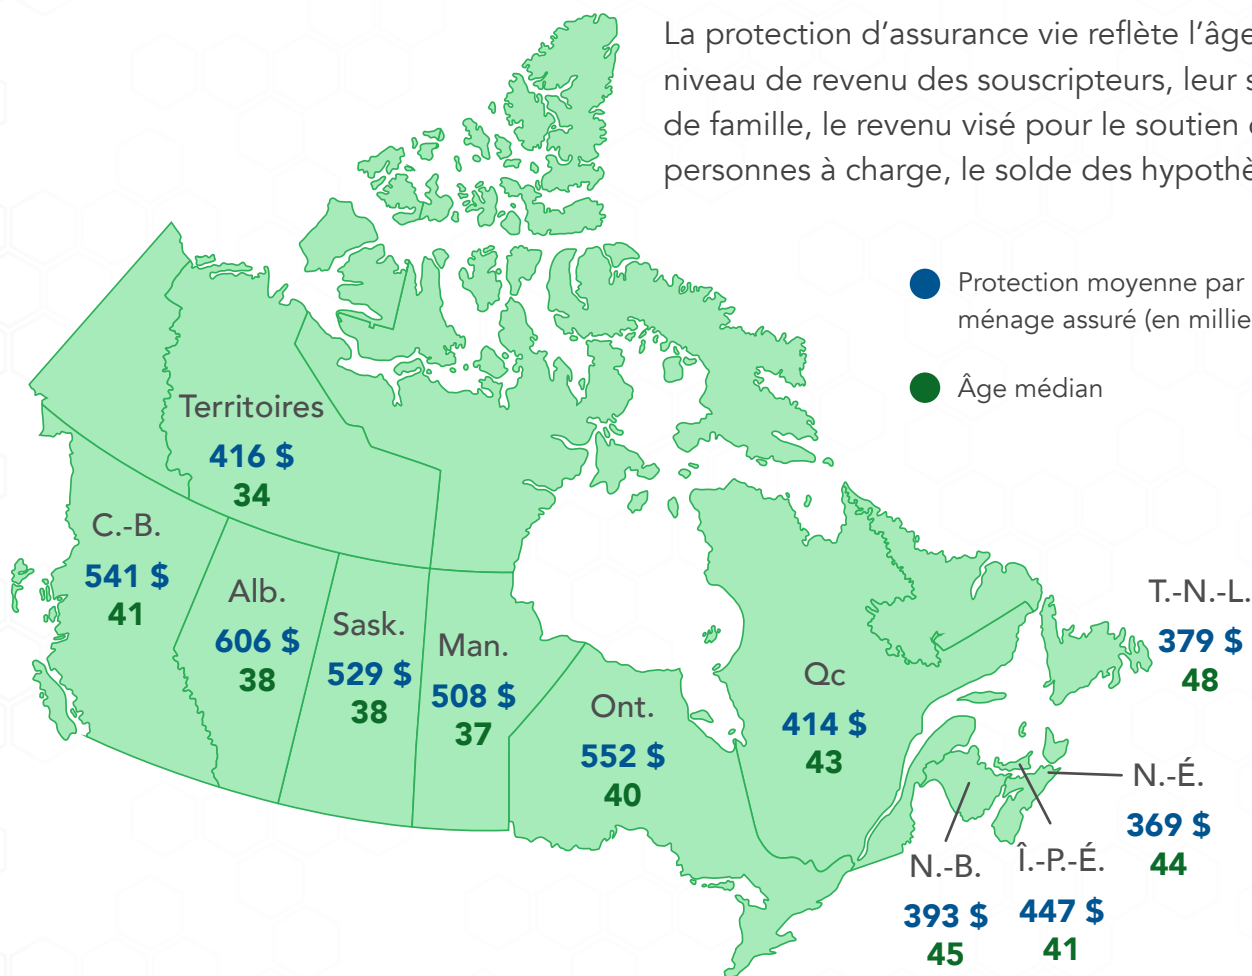 La protection d’assurance vie reflète l’âge
niveau de revenu des souscripteurs, leur
de famille, le revenu visé pour le soutien
personnes à charge, le solde des
Protection moyenne par
ménage assuré (en
Âge médian
Territoires
416 $
34
C.-B.
541 $
41
Alb.
606 $
38
Sask.
529 $
38
Man.
508 $
37
Ont.
552 $
40
Qc
414 $
43
T.-N.-L.
379 $
48
N.-É.
369 $
44
N.-B.
393 $
45
Î.-P.-É.
447 $
41